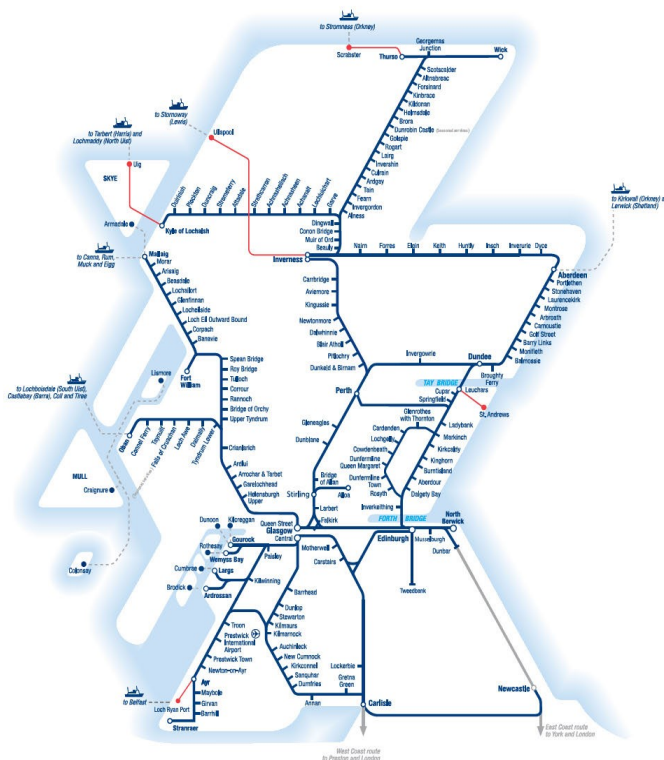 to Stromness (Orkney)
Scrabster
Thurso
Georgemas
Junction
Wick
Scotscalder
Altnabreac
Forsinard
Kinbrace
Kildonan
Helmsdale
Brora
Dunrobin Castle
Golspie
Rogart
Lairg
Invershin
Culrain
Ardgay
Tain
Fearn
Invergordon
Alness
Dingwall
Conon Bridge
Muir of Ord
Beauly
Inverness
to Stornoway
(Lewis)
Ullapool
to Tarbert (Harris) and
Lochmaddy (North Uist)
Uig
SKYE
Armadale
Duirinish
Plockton
Duncraig
Stromeferry
Attadale
Strathcarron
Achnashellach
Achnasheen
Achanalt
Lochluichart
Garve
Kyle of Lochalsh
to Kirkwall (Orkney) &
Lerwick (Shetland)
Nairn
Forres
Elgin
Keith
Huntly
Insch
Inverurie
Dyce
Aberdeen
Portlethen
Stonehaven
Laurencekirk
Montrose
Arbroath
Carnoustie
Golf Street
Barry Links
Monifieth
Balmossie
Broughty
Ferry
Dundee
Invergowrie
to Canna, Rum,
Muck and Eigg
Mallaig
Morar
Arisaig
Beasdale
Lochailort
Glenfinnan
Locheilside
Loch Eil Outward Bound
Corpach
Banavie
Fort
William
Carrbridge
Aviemore
Kingussie
Newtonmore
Dalwhinnie
Blair Atholl
Pitlochry
Dunkeld & Birnam
Perth
Spean Bridge
Roy Bridge
Tulloch
Corrour
Rannoch
Bridge of Orchy
Upper Tyndrum
Crianlarich
Ardlui
Arrochar & Tarbet
Garelochhead
Helensburgh
Upper
to Lochboisdale (South Uist),
Castlebay (Barra), Coll and Tiree
Lismore
Oban
Connel Ferry
Taynuilt
Falls of Cruachan
Loch Awe
Dalmally
Tyndrum Lower
MULL
Craignure
Colonsay
TAY BRIDGE
Leuchars
St. Andrews
Cupar
Springfield
Ladybank
Markinch
Kirkcaldy
Kinghorn
Burntisland
Aberdour
Dalgety Bay
Glenrothes
with Thornton
Cardenden
Lochgelly
Cowdenbeath
Dunfermline
Queen Margaret
Dunfermline
Town
Rosyth
Inverkeithing
FORTH BRIDGE
Gleneagles
Dunblane
Bridge
of Allan
Stirling
Alloa
Larbert
Falkirk
Queen Street
Glasgow
Central
Edinburgh
Musselburgh
North
Berwick
Dunbar
Tweedbank
Motherwell
Carstairs
Dunoon
Kilcreggan
Gourock
Rothesay
Wemyss Bay
Paisley
Cumbrae
Largs
Brodick
Ardrossan
Kilwinning
Troon
Prestwick
International
Airport
Prestwick Town
Newton-on-Ayr
Ayr
Maybole
Girvan
Barrhill
Stranraer
Loch Ryan Port
to Belfast
Barrhead
Dunlop
Stewarton
Kilmaurs
Kilmarnock
Auchinleck
New Cumnock
Kirkconnel
Sanquhar
Dumfries
Annan
Lockerbie
Gretna
Green
Carlisle
Newcastle
West Coast route
to Preston and London
East Coast route
to York and London